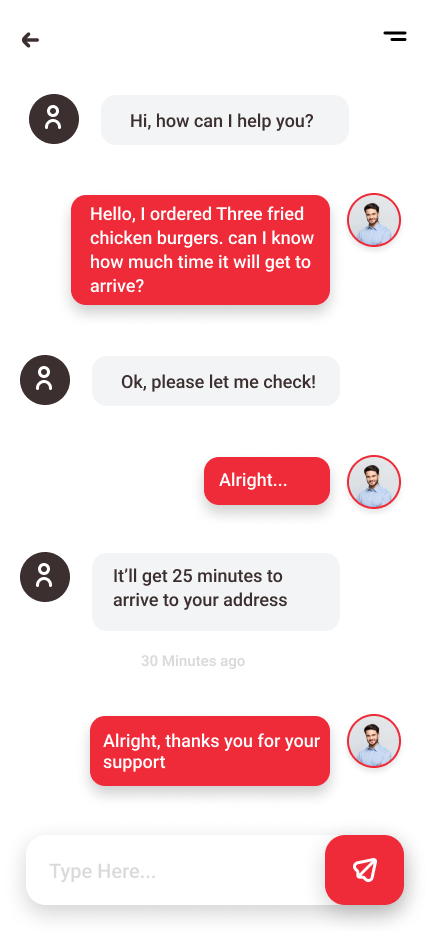 Hi, how can I help you?
Hello, I ordered Three fried
chicken burgers. can I know
how much time it will get to
arrive?
Ok, please let me check!
Alright...
It’ll get 25 minutes to
arrive to your address
30 Minutes ago
Alright, thanks you for your
support
Type Here...